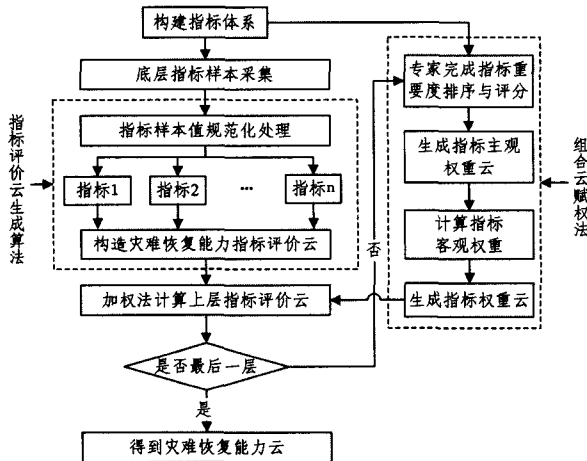 构建指标体系
底层指标样本采集
指标样本值规范化处理
指标1
指标2
...
指标n
构造灾难恢复能力指标评价云
指标评价云生成算法
加权法计算上层指标评价云
是否最后一层
是
否
得到灾难恢复能力云
专家完成指标重
要度排序与评分
生成指标主观
权重云
计算指标
客观权重
生成指标权重云
组合云赋权法